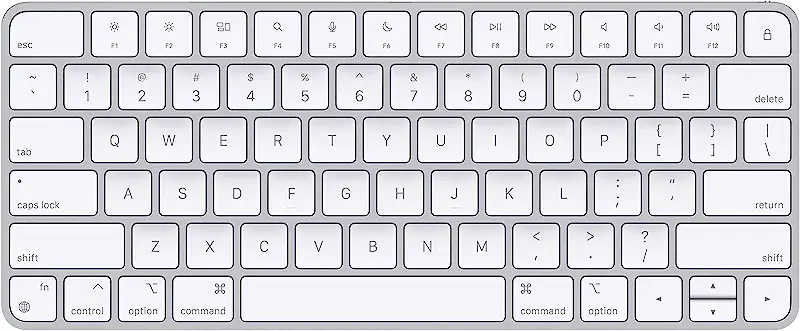 esc F1 F2 F3 F4 F5 F6 F7 F8 F9 F10 F11 F12
~ ! @ # $ % ^ & * ( ) — +
` 1 2 3 4 5 6 7 8 9 0 - = delete
tab Q W E R T Y U I O P { [ } ] | \
caps lock A S D F G H J K L : ; " ' return
shift Z X C V B N M < , > . ? / shift
fn control option command command option